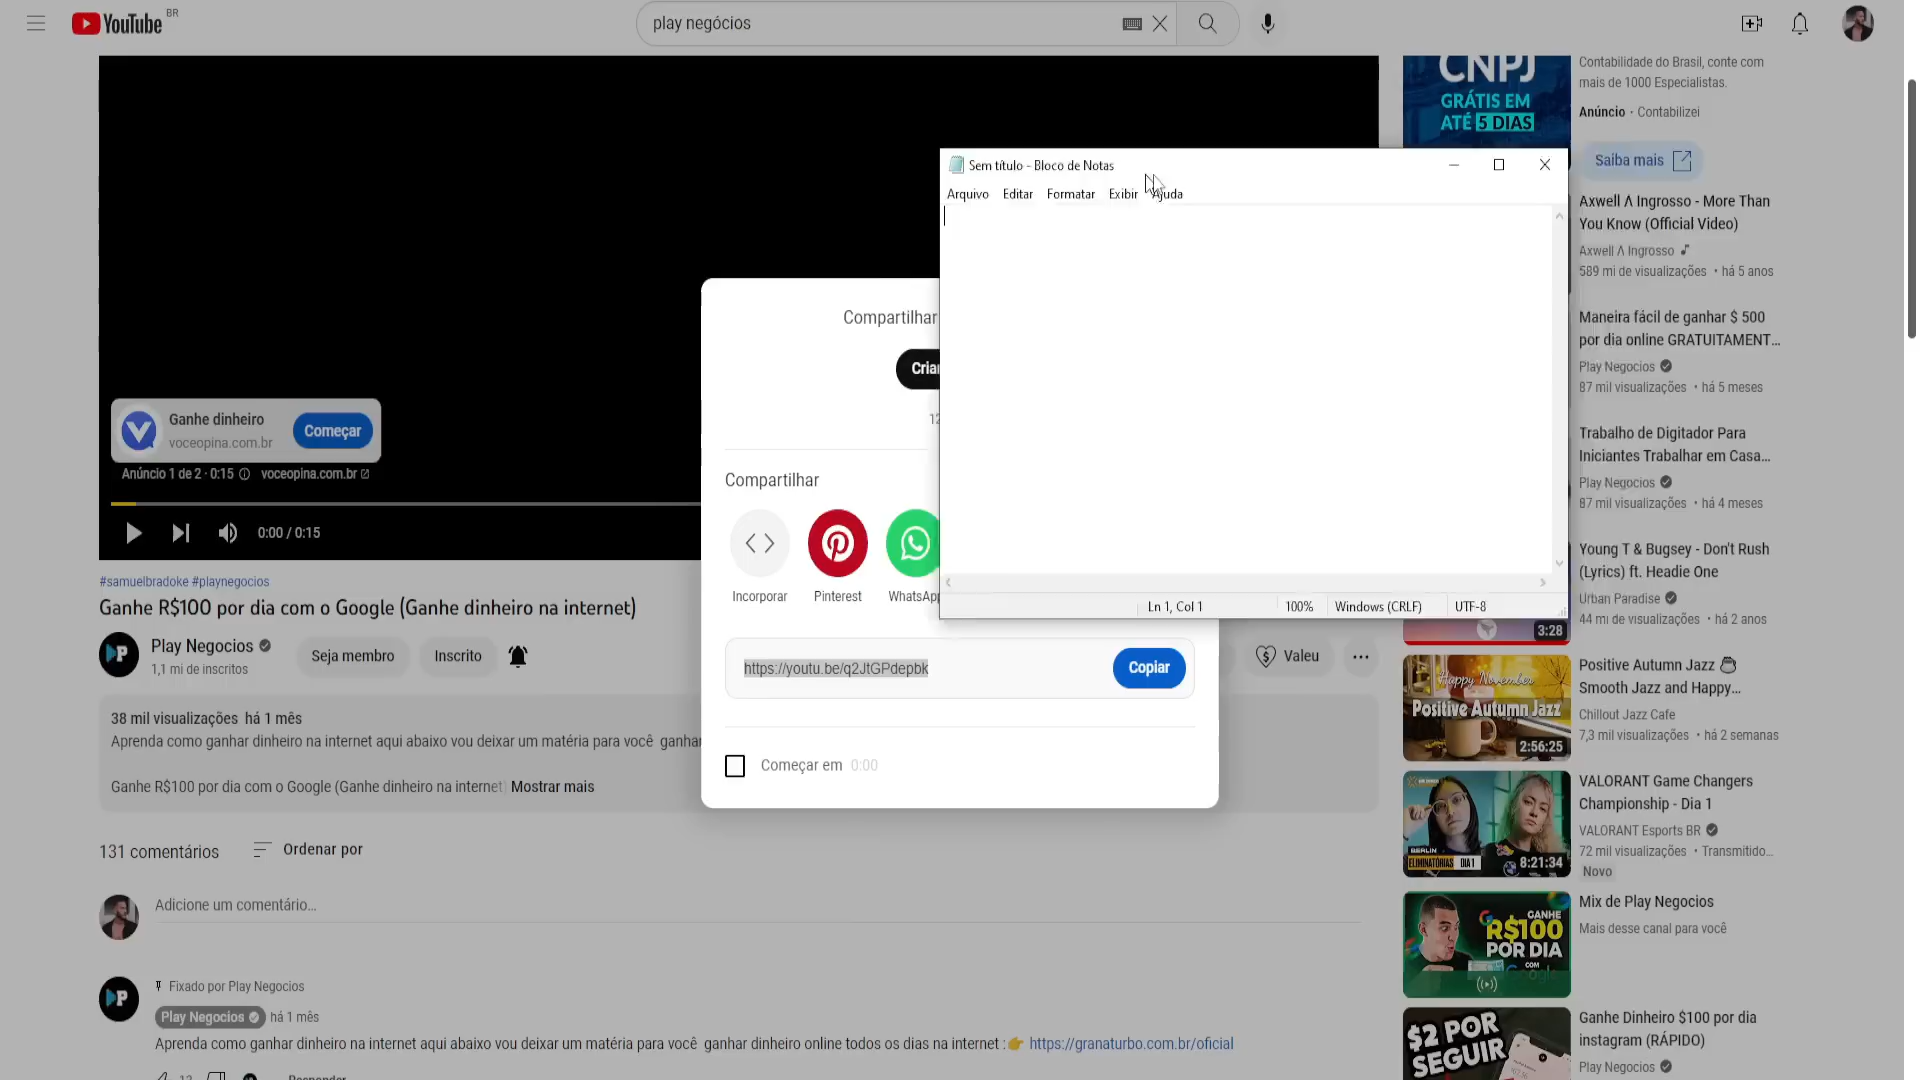 YouTube BR
play negócios
CNPJ
GRÁTIS EM
ATÉ 5 DIAS
Contabilidade do Brasil, conte com
mais de 1000 Especialistas.
Anúncio · Contabilizei
Saiba mais
Sem título - Bloco de Notas
Arquivo Editar Formatar Exibir Ajuda
Ln 1, Col 1 100% Windows (CRLF) UTF-8
Compartilhar
Criar
12
Compartilhar
Incorporar Pinterest WhatsApp
https://youtu.be/q2JtGPdepbk
Copiar
Começar em 0:00
Ganhe dinheiro
voceopina.com.br
Começar
Anúncio 1 de 2 · 0:15 voceopina.com.br
0:00 / 0:15
#samuelbradoke #playnegocios
Ganhe R$100 por dia com o Google (Ganhe dinheiro na internet)
Play Negocios
1,1 mi de inscritos
Seja membro
Inscrito
Valeu
38 mil visualizações há 1 mês
Aprenda como ganhar dinheiro na internet aqui abaixo vou deixar um matéria para você ganhar
Ganhe R$100 por dia com o Google (Ganhe dinheiro na internet) Mostrar mais
131 comentários
Ordenar por
Adicione um comentário...
Fixado por Play Negocios
Play Negocios há 1 mês
Aprenda como ganhar dinheiro na internet aqui abaixo vou deixar um matéria para você ganhar dinheiro online todos os dias na internet :👉 https://granaturbo.com.br/oficial
12
Responder
Axwell Λ Ingrosso - More Than
You Know (Official Video)
Axwell Λ Ingrosso
589 mi de visualizações • há 5 anos
Maneira fácil de ganhar $ 500
por dia online GRATUITAMENT...
Play Negocios
87 mil visualizações • há 5 meses
Trabalho de Digitador Para
Iniciantes Trabalhar em Casa...
Play Negocios
87 mil visualizações • há 4 meses
Young T & Bugsey - Don't Rush
(Lyrics) ft. Headie One
Urban Paradise
44 mi de visualizações • há 2 anos
3:28
Happy November
Positive Autumn Jazz
2:56:25
Positive Autumn Jazz
Smooth Jazz and Happy...
Chillout Jazz Cafe
7,3 mil visualizações • há 2 semanas
BERLIN
ELIMINATÓRIAS DIA 1
8:21:34
VALORANT Game Changers
Championship - Dia 1
VALORANT Esports BR
72 mil visualizações • Transmitido...
Novo
GANHE
R$100
POR DIA
COM
Google
Mix de Play Negocios
Mais desse canal para você
$2 POR
SEGUIR
Ganhe Dinheiro $100 por dia
instagram (RÁPIDO)
Play Negocios